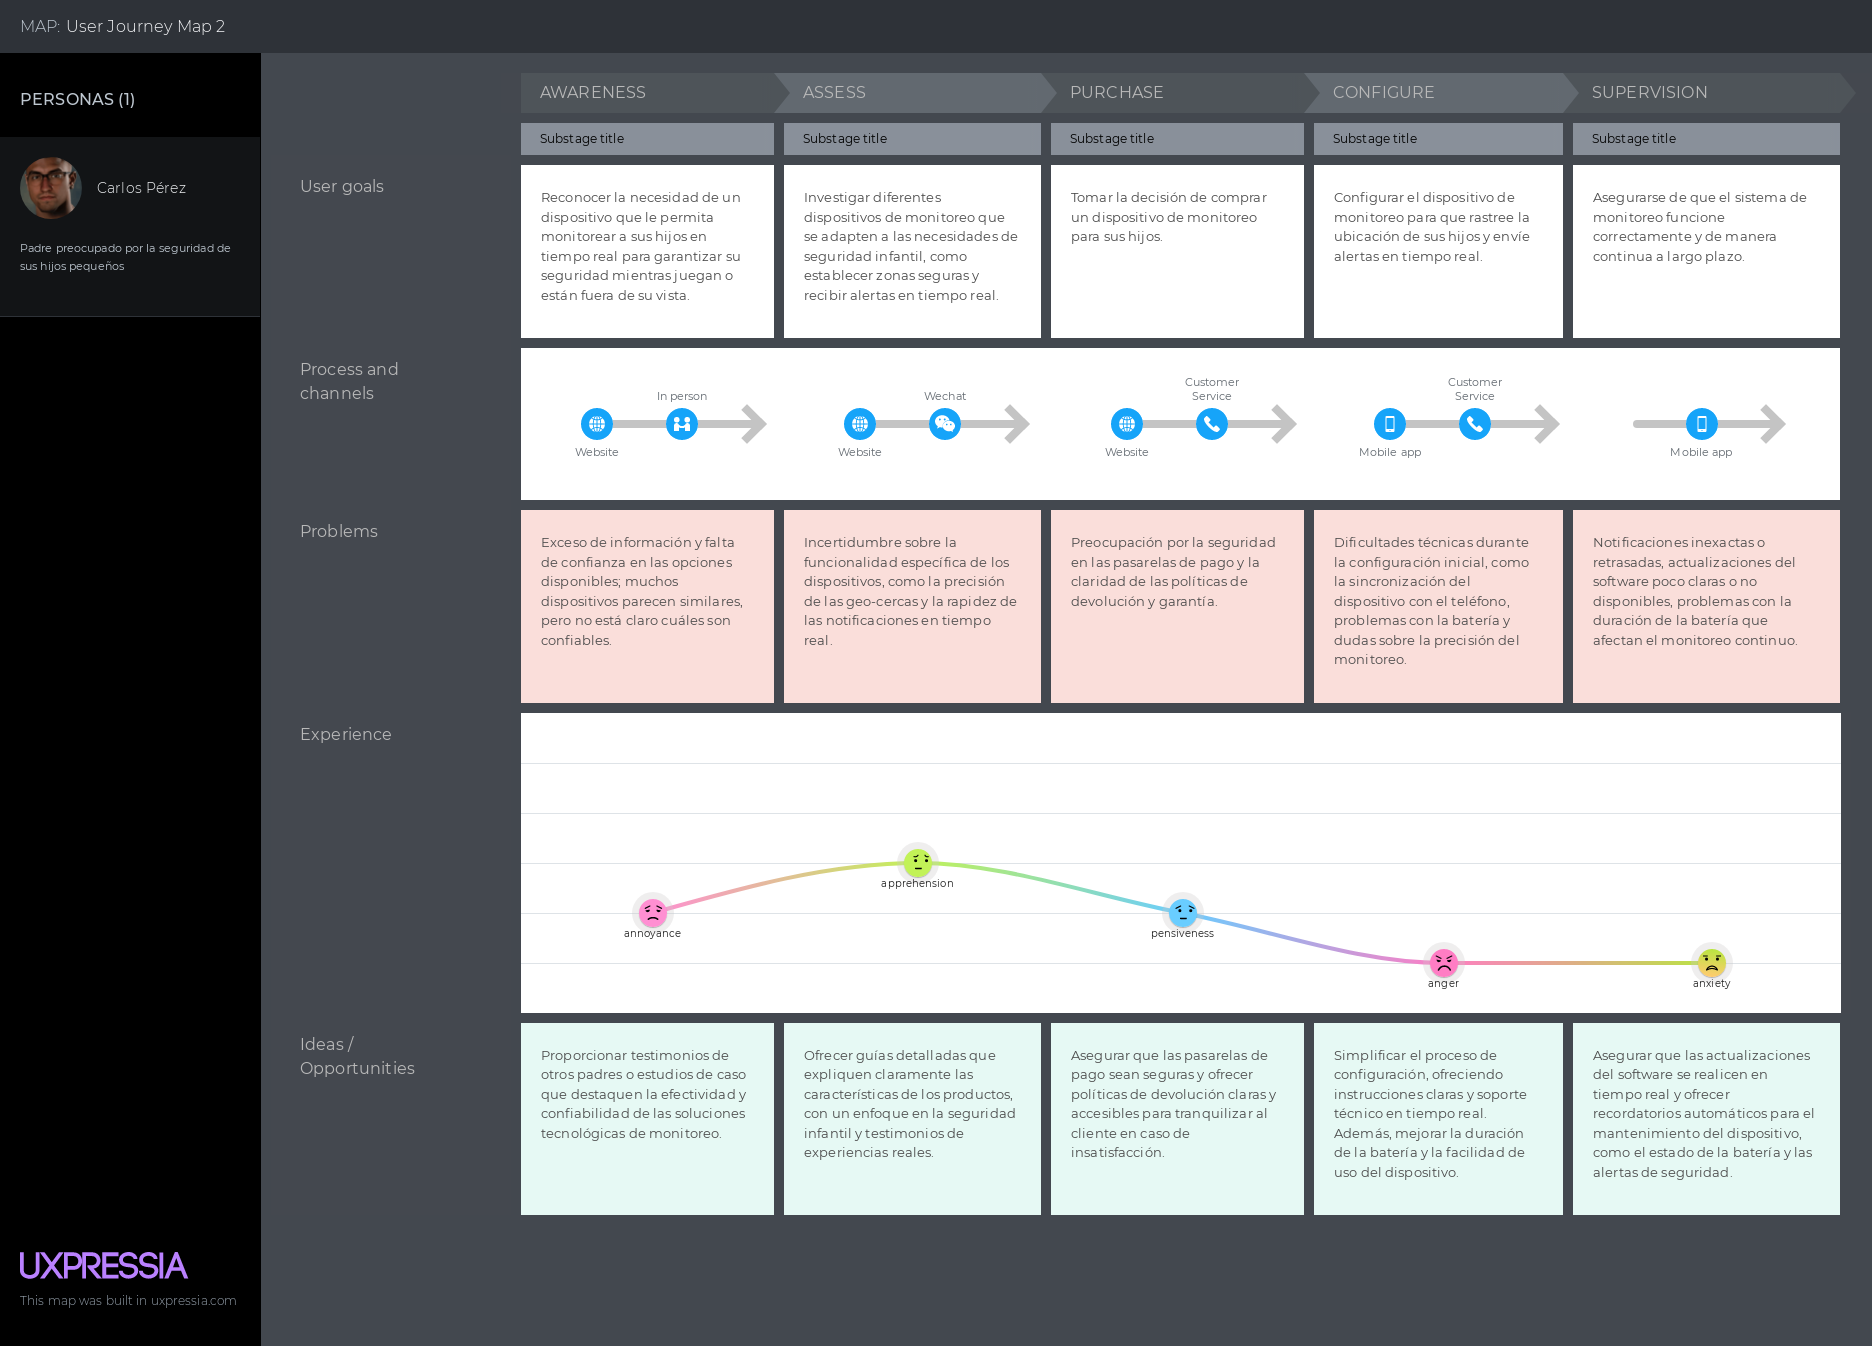 MAP: User Journey Map 2
PERSONAS (1)
Carlos Pérez
Padre preocupado por la seguridad de
sus hijos pequeños
AWARENESS
ASSESS
PURCHASE
CONFIGURE
SUPERVISION
Substage title
Substage title
Substage title
Substage title
Substage title
User goals
Reconocer la necesidad de un
dispositivo que le permita
monitorear a sus hijos en
tiempo real para garantizar su
seguridad mientras juegan o
están fuera de su vista.
Investigar diferentes
dispositivos de monitoreo que
se adapten a las necesidades de
seguridad infantil, como
establecer zonas seguras y
recibir alertas en tiempo real.
Tomar la decisión de comprar
un dispositivo de monitoreo
para sus hijos.
Configurar el dispositivo de
monitoreo para que rastree la
ubicación de sus hijos y envíe
alertas en tiempo real.
Asegurarse de que el sistema de
monitoreo funcione
correctamente y de manera
continua a largo plazo.
Process and
channels
Website
In person
Website
Wechat
Website
Customer
Service
Mobile app
Customer
Service
Mobile app
Problems
Exceso de información y falta
de confianza en las opciones
disponibles; muchos
dispositivos parecen similares,
pero no está claro cuáles son
confiables.
Incertidumbre sobre la
funcionalidad específica de los
dispositivos, como la precisión
de las geo-cercas y la rapidez de
las notificaciones en tiempo
real.
Preocupación por la seguridad
en las pasarelas de pago y la
claridad de las políticas de
devolución y garantía.
Dificultades técnicas durante
la configuración inicial, como
la sincronización del
dispositivo con el teléfono,
problemas con la batería y
dudas sobre la precisión del
monitoreo.
Notificaciones inexactas o
retrasadas, actualizaciones del
software poco claras o no
disponibles, problemas con la
duración de la batería que
afectan el monitoreo continuo.
Experience
annoyance
apprehension
pensiveness
anger
anxiety
Ideas /
Opportunities
Proporcionar testimonios de
otros padres o estudios de caso
que destaquen la efectividad y
confiabilidad de las soluciones
tecnológicas de monitoreo.
Ofrecer guías detalladas que
expliquen claramente las
características de los productos,
con un enfoque en la seguridad
infantil y testimonios de
experiencias reales.
Asegurar que las pasarelas de
pago sean seguras y ofrecer
políticas de devolución claras y
accesibles para tranquilizar al
cliente en caso de
insatisfacción.
Simplificar el proceso de
configuración, ofreciendo
instrucciones claras y soporte
técnico en tiempo real.
Además, mejorar la duración
de la batería y la facilidad de
uso del dispositivo.
Asegurar que las actualizaciones
del software se realicen en
tiempo real y ofrecer
recordatorios automáticos para el
mantenimiento del dispositivo,
como el estado de la batería y las
alertas de seguridad.
UXPRESSIA
This map was built in uxpressia.com